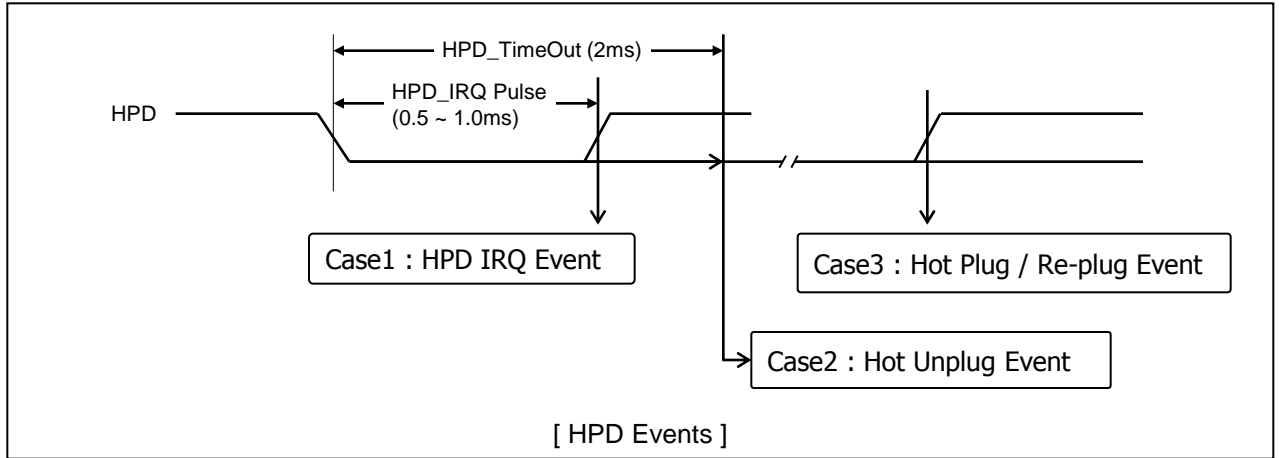 HPD_TimeOut (2ms)
HPD_IRQ Pulse
(0.5 ~ 1.0ms)
HPD
Case1 : HPD IRQ Event
Case3 : Hot Plug / Re-plug Event
Case2 : Hot Unplug Event
[ HPD Events ]